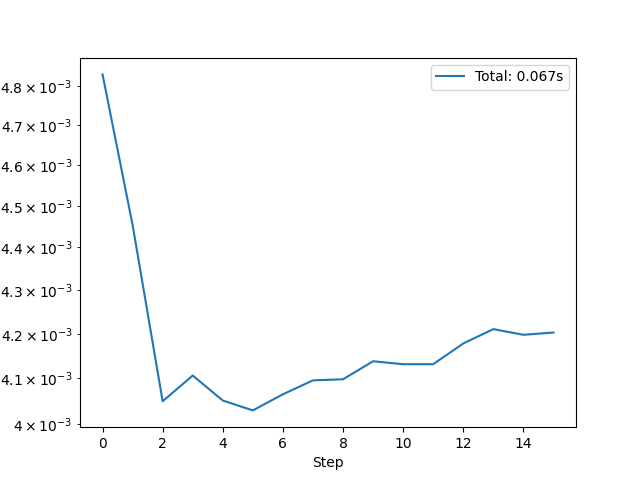 Total: 0.067s
4.8 × 10⁻³
4.7 × 10⁻³
4.6 × 10⁻³
4.5 × 10⁻³
4.4 × 10⁻³
4.3 × 10⁻³
4.2 × 10⁻³
4.1 × 10⁻³
4 × 10⁻³
0 2 4 6 8 10 12 14
Step